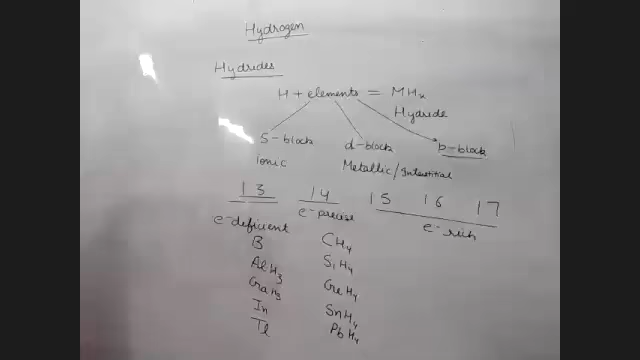 Hydrogen
Hydrides
H + elements = MHx
Hydride
S-block d-block p-block
ionic Metallic/Interstitial
13 14 15 16 17
e-deficient e-precise e-rich
B CH4
AlH3 SiH4
GaH3 GeH4
In SnH4
Tl PbH4